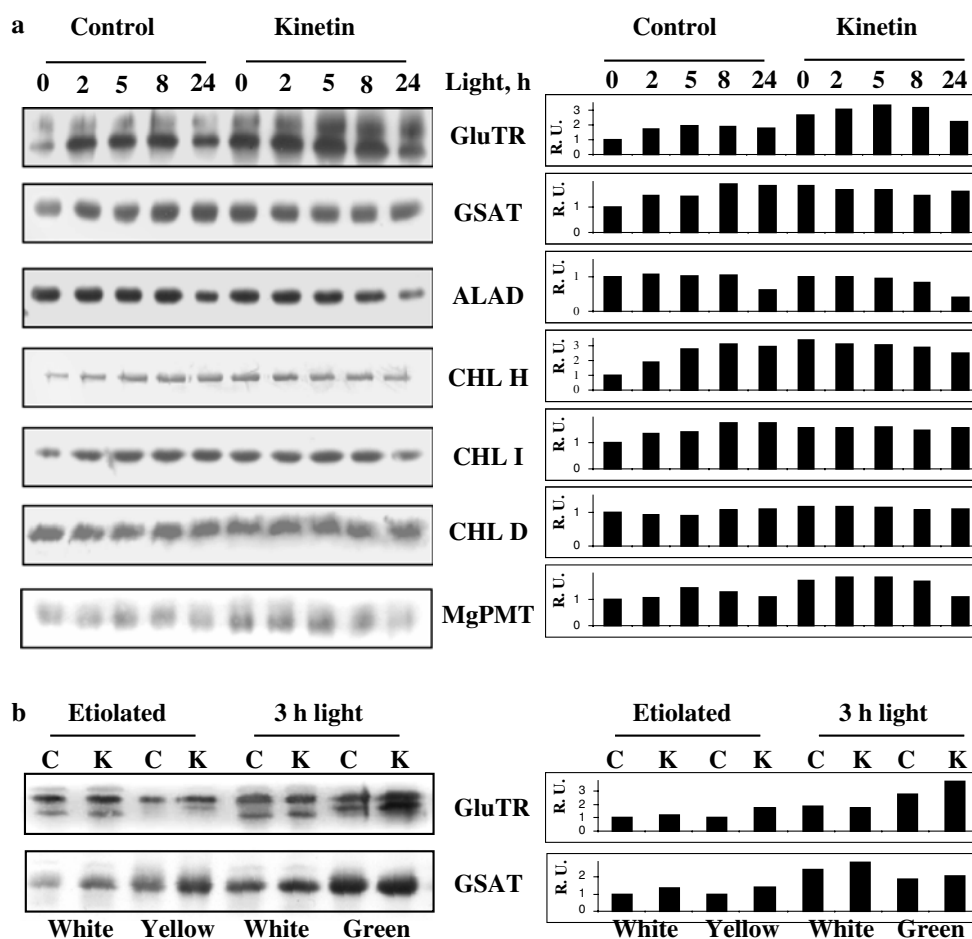 a
Control Kinetin Control Kinetin
0 2 5 8 24 0 2 5 8 24 Light, h 0 2 5 8 24 0 2 5 8 24
GluTR R. U. 3 2 1 0
GSAT R. U. 1 0
ALAD R. U. 1 0
CHL H R. U. 3 2 1 0
CHL I R. U. 1 0
CHL D R. U. 1 0
MgPMT R. U. 1 0
b
Etiolated 3 h light Etiolated 3 h light
C K C K C K C K C K C K C K C K
GluTR R. U. 3 2 1 0
GSAT R. U. 2 1 0
White Yellow White Green White Yellow White Green